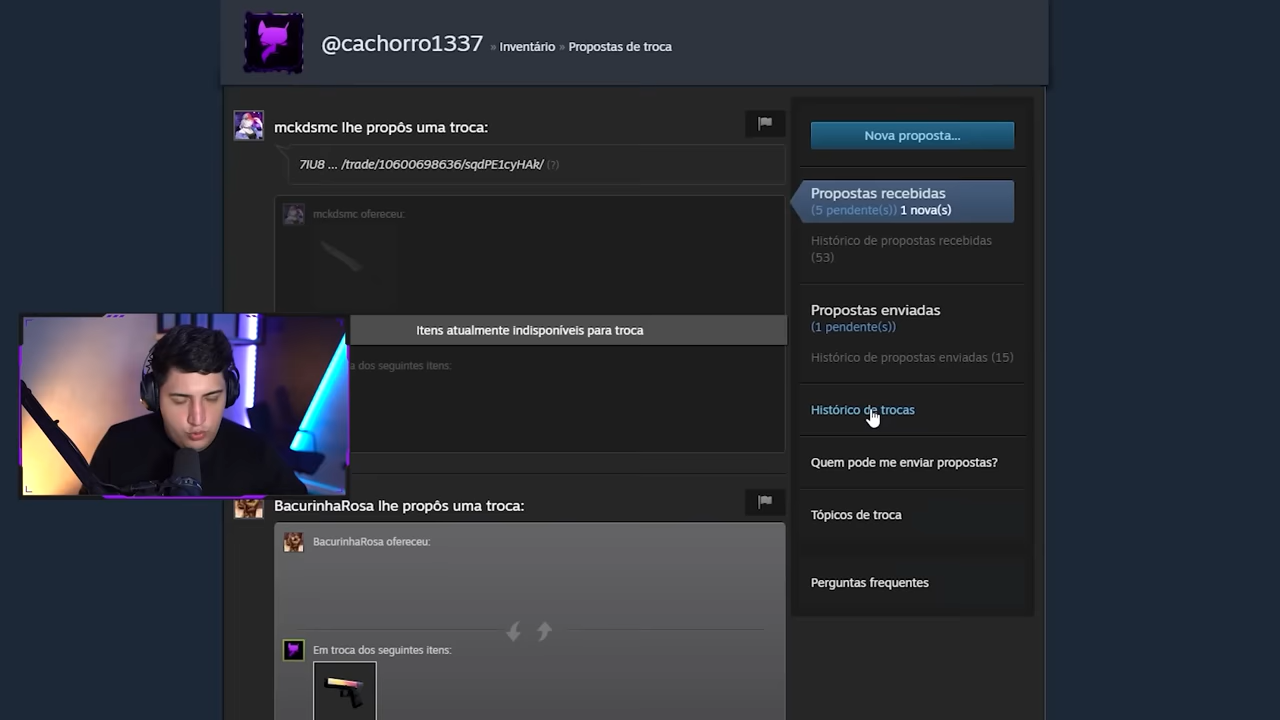 @cachorro1337 » Inventário » Propostas de troca
mckdsmc lhe propôs uma troca:
7IU8 ... /trade/10600698636/sqdPE1cyHAk/ (?)
mckdsmc ofereceu:
Itens atualmente indisponíveis para troca
a dos seguintes itens:
BacurinhaRosa lhe propôs uma troca:
BacurinhaRosa ofereceu:
Em troca dos seguintes itens:
Nova proposta...
Propostas recebidas
(5 pendente(s)) 1 nova(s)
Histórico de propostas recebidas
(53)
Propostas enviadas
(1 pendente(s))
Histórico de propostas enviadas (15)
Histórico de trocas
Quem pode me enviar propostas?
Tópicos de troca
Perguntas frequentes